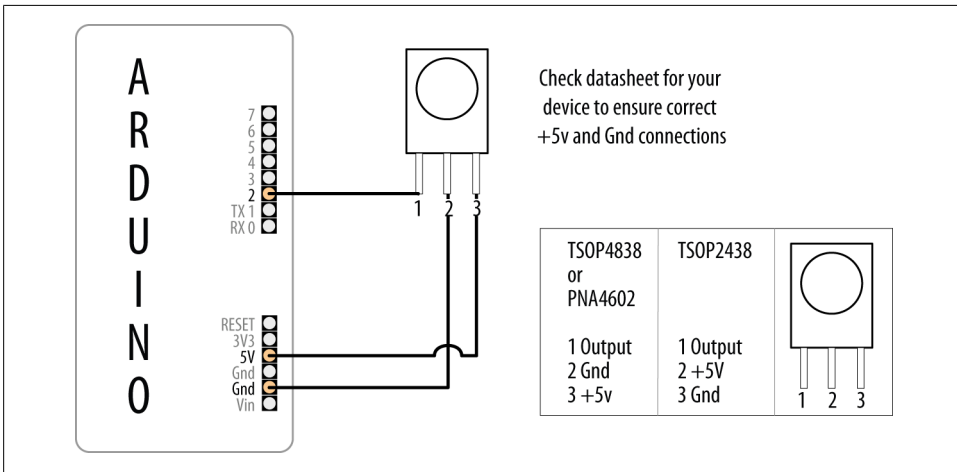 ARDUINO
7
6
5
4
3
2
TX 1
RX 0
RESET
3V3
5V
Gnd
Gnd
Vin
1 2 3
Check datasheet for your
device to ensure correct
+5v and Gnd connections
TSOP4838
or
PNA4602
1 Output
2 Gnd
3 +5v
TSOP2438
1 Output
2 +5V
3 Gnd
1 2 3